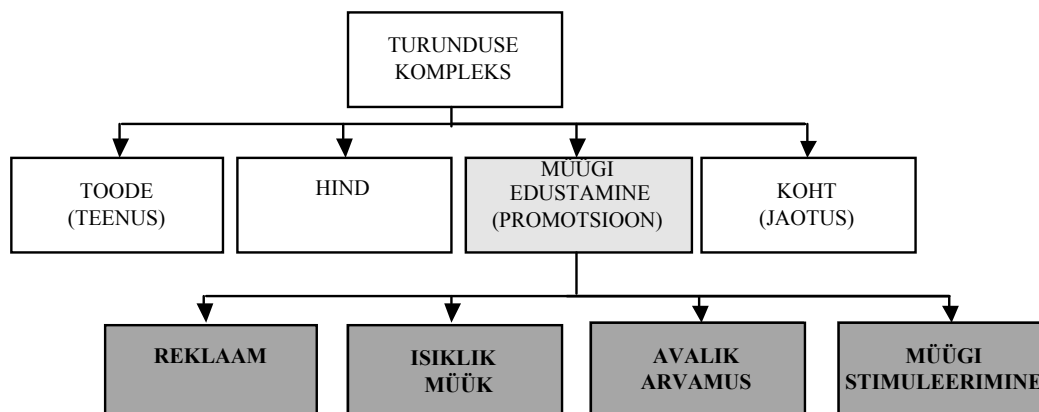 TURUNDUSE
KOMPLEKS
TOODE
(TEENUS)
HIND
MÜÜGI
EDUSTAMINE
(PROMOTSIOON)
KOHT
(JAOTUS)
REKLAAM
ISIKLIK
MÜÜK
AVALIK
ARVAMUS
MÜÜGI
STIMULEERIMINE